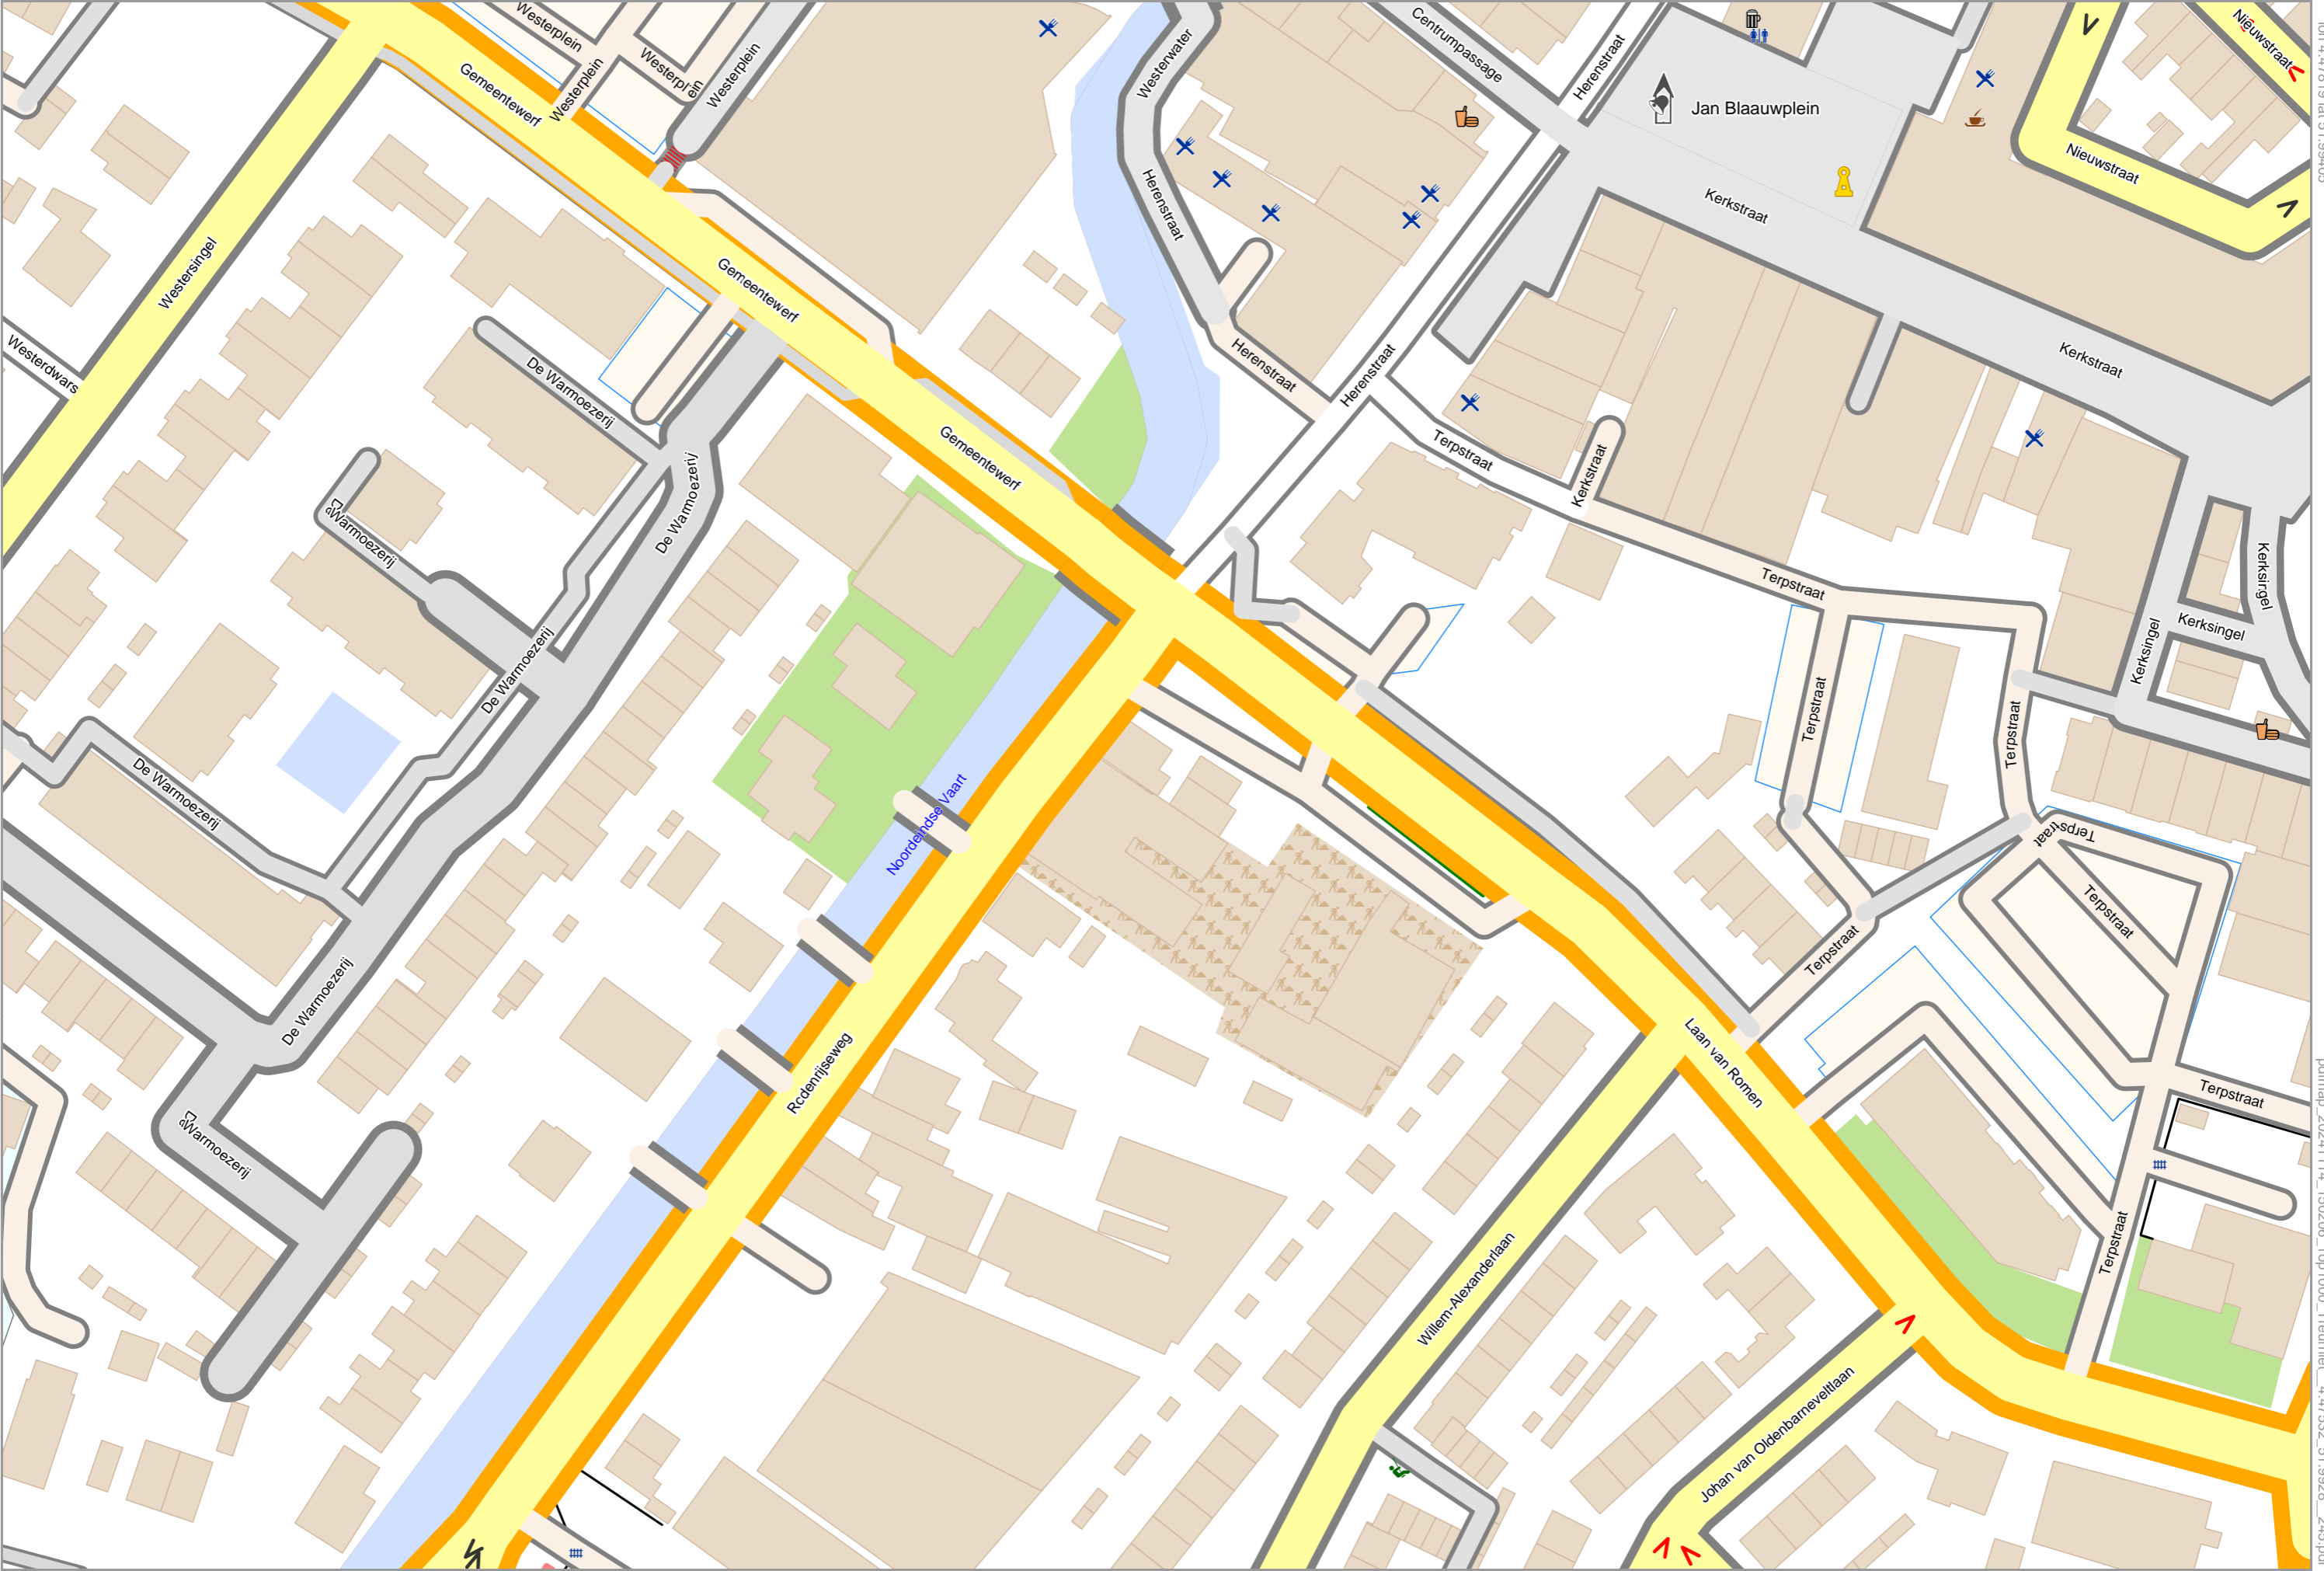 Westerplein
Westerplein
Westerplein
Westerplein
Gemeentewerf
Westersingel
Westerdwars
Gemeentewerf
Gemeentewerf
Westerwater
Herenstraat
Herenstraat
Herenstraat
Herenstraat
Centrumpassage
Jan Blaauwplein
Kerkstraat
Kerkstraat
Kerkstraat
Nieuwstraat
Nieuwstraat
De Warmoezerij
De Warmoezerij
De Warmoezerij
De Warmoezerij
De Warmoezerij
De Warmoezerij
Warmoezerij
Terpstraat
Terpstraat
Terpstraat
Terpstraat
Terpstraat
Terpstraat
Terpstraat
Terpstraat
Terpstraat
Kerksingel
Kerksingel
Kerksingel
Noordeindse Vaart
Rodenrijseweg
Laan van Romen
Willem-Alexanderlaan
Johan van Oldenbarneveltlaan